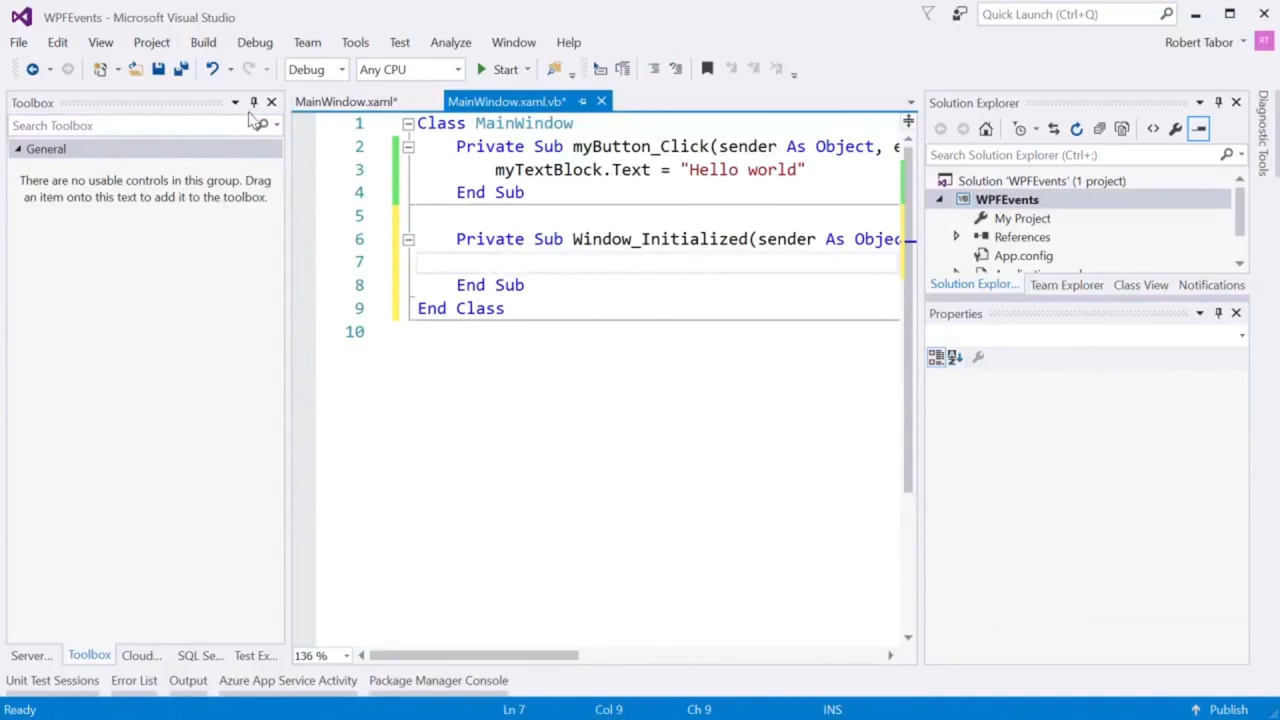 WPFEvents - Microsoft Visual Studio
Quick Launch (Ctrl+Q)
File Edit View Project Build Debug Team Tools Test Analyze Window Help
Robert Tabor RT
Debug Any CPU Start
Toolbox
Search Toolbox
General
There are no usable controls in this group. Drag
an item onto this text to add it to the toolbox.
Server... Toolbox Cloud... SQL Se... Test Ex...
MainWindow.xaml* MainWindow.xaml.vb*
1 Class MainWindow
2 Private Sub myButton_Click(sender As Object, e
3 myTextBlock.Text = "Hello world"
4 End Sub
5
6 Private Sub Window_Initialized(sender As Objec
7
8 End Sub
9 End Class
10
136 %
Solution Explorer
Search Solution Explorer (Ctrl+;)
Solution 'WPFEvents' (1 project)
WPFEvents
My Project
References
App.config
Solution Explor... Team Explorer Class View Notifications
Properties
Diagnostic Tools
Unit Test Sessions Error List Output Azure App Service Activity Package Manager Console
Ready Ln 7 Col 9 Ch 9 INS Publish